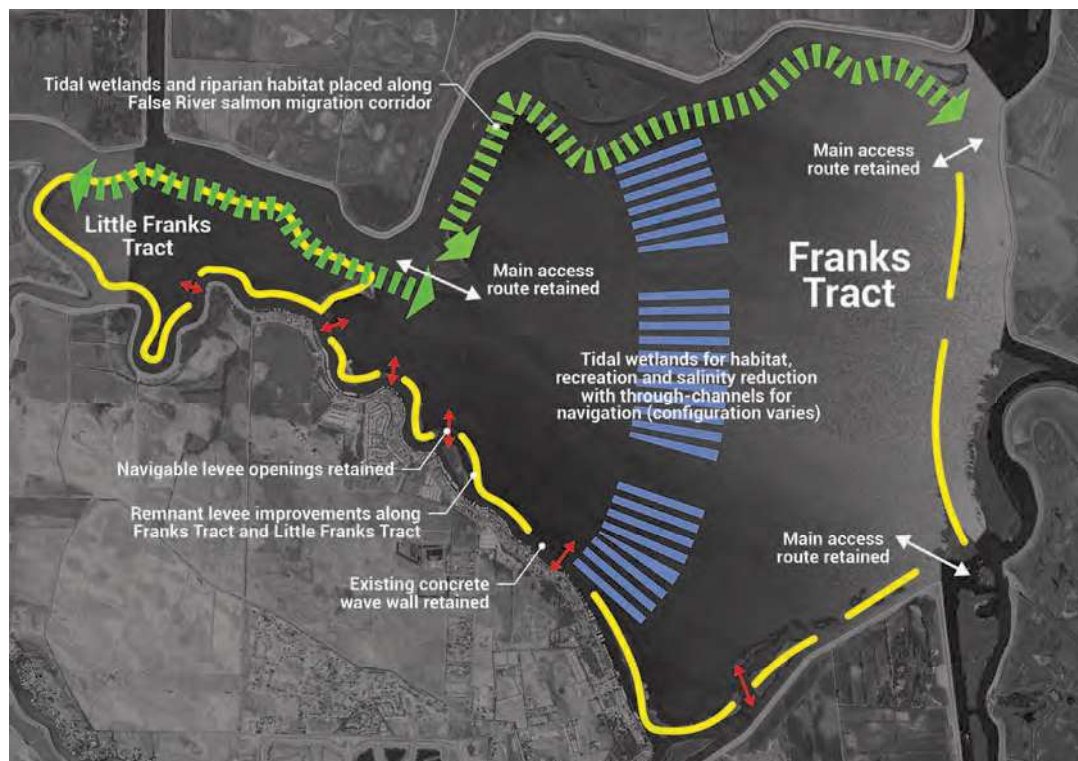 Tidal wetlands and riparian habitat placed along
False River salmon migration corridor
Main access
route retained
Little Franks
Tract
Main access
route retained
Franks
Tract
Tidal wetlands for habitat,
recreation and salinity reduction
with through-channels for
navigation (configuration varies)
Navigable levee openings retained
Remnant levee improvements along
Franks Tract and Little Franks Tract
Existing concrete
wave wall retained
Main access
route retained